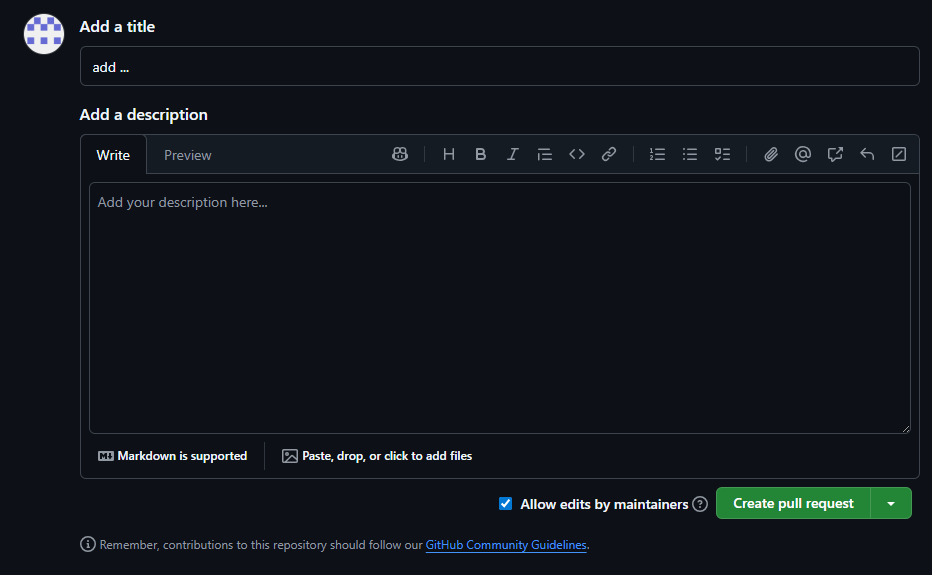 Add a title
add ...
Add a description
Write Preview
Add your description here...
Markdown is supported Paste, drop, or click to add files
Allow edits by maintainers Create pull request
Remember, contributions to this repository should follow our GitHub Community Guidelines.